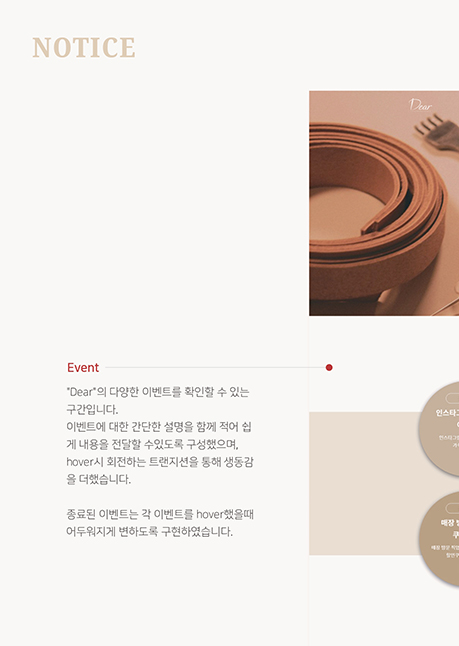 NOTICE
Dear
Event
"Dear"의 다양한 이벤트를 확인할 수 있는
구간입니다.
이벤트에 대한 간단한 설명을 함께 적어 쉽
게 내용을 전달할 수있도록 구성했으며,
hover시 회전하는 트랜지션을 통해 생동감
을 더했습니다.
종료된 이벤트는 각 이벤트를 hover했을때
어두워지게 변하도록 구현하였습니다.
인스타그
매장
쿠